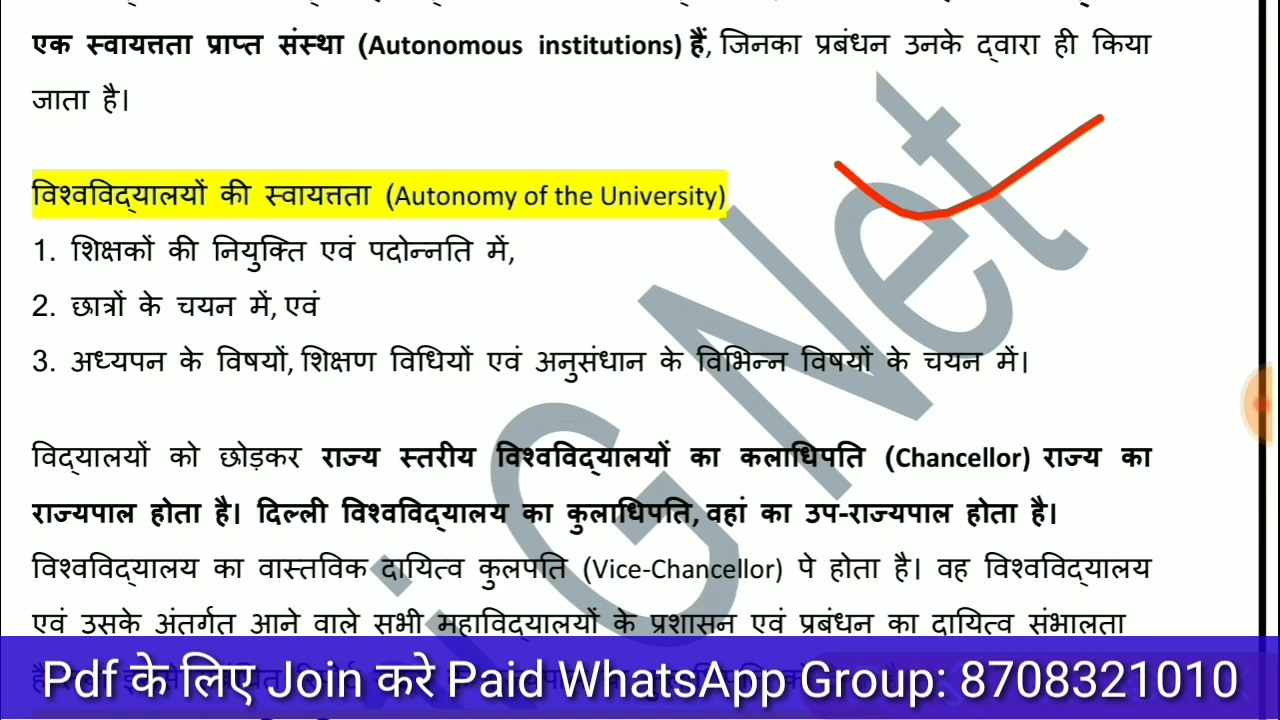 एक स्वायत्तता प्राप्त संस्था (Autonomous institutions) हैं, जिनका प्रबंधन उनके द्वारा ही किया
जाता है।
विश्वविद्यालयों की स्वायत्तता (Autonomy of the University)
1. शिक्षकों की नियुक्ति एवं पदोन्नति में,
2. छात्रों के चयन में, एवं
3. अध्यपन के विषयों, शिक्षण विधियों एवं अनुसंधान के विभिन्न विषयों के चयन में।
विद्यालयों को छोड़कर राज्य स्तरीय विश्वविद्यालयों का कलाधिपति (Chancellor) राज्य का
राज्यपाल होता है। दिल्ली विश्वविद्यालय का कुलाधिपति, वहां का उप-राज्यपाल होता है।
विश्वविद्यालय का वास्तविक दायित्व कुलपति (Vice-Chancellor) पे होता है। वह विश्वविद्यालय
एवं उसके अंतर्गत आने वाले सभी महाविद्यालयों के प्रशासन एवं प्रबंधन का दायित्व संभालता
Pdf के लिए Join करे Paid WhatsApp Group: 8708321010
i G Net